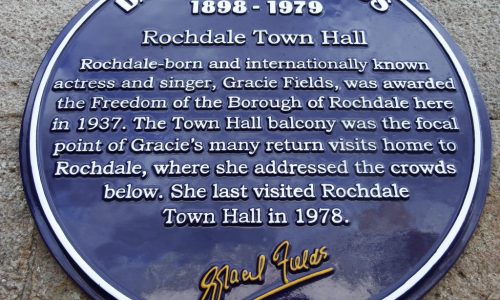 1898 - 1979
Rochdale Town Hall
Rochdale-born and internationally known
actress and singer, Gracie Fields, was awarded
the Freedom of the Borough of Rochdale here
in 1937. The Town Hall balcony was the focal
point of Gracie's many return visits home to
Rochdale, where she addressed the crowds
below. She last visited Rochdale
Town Hall in 1978.
Gracie Fields